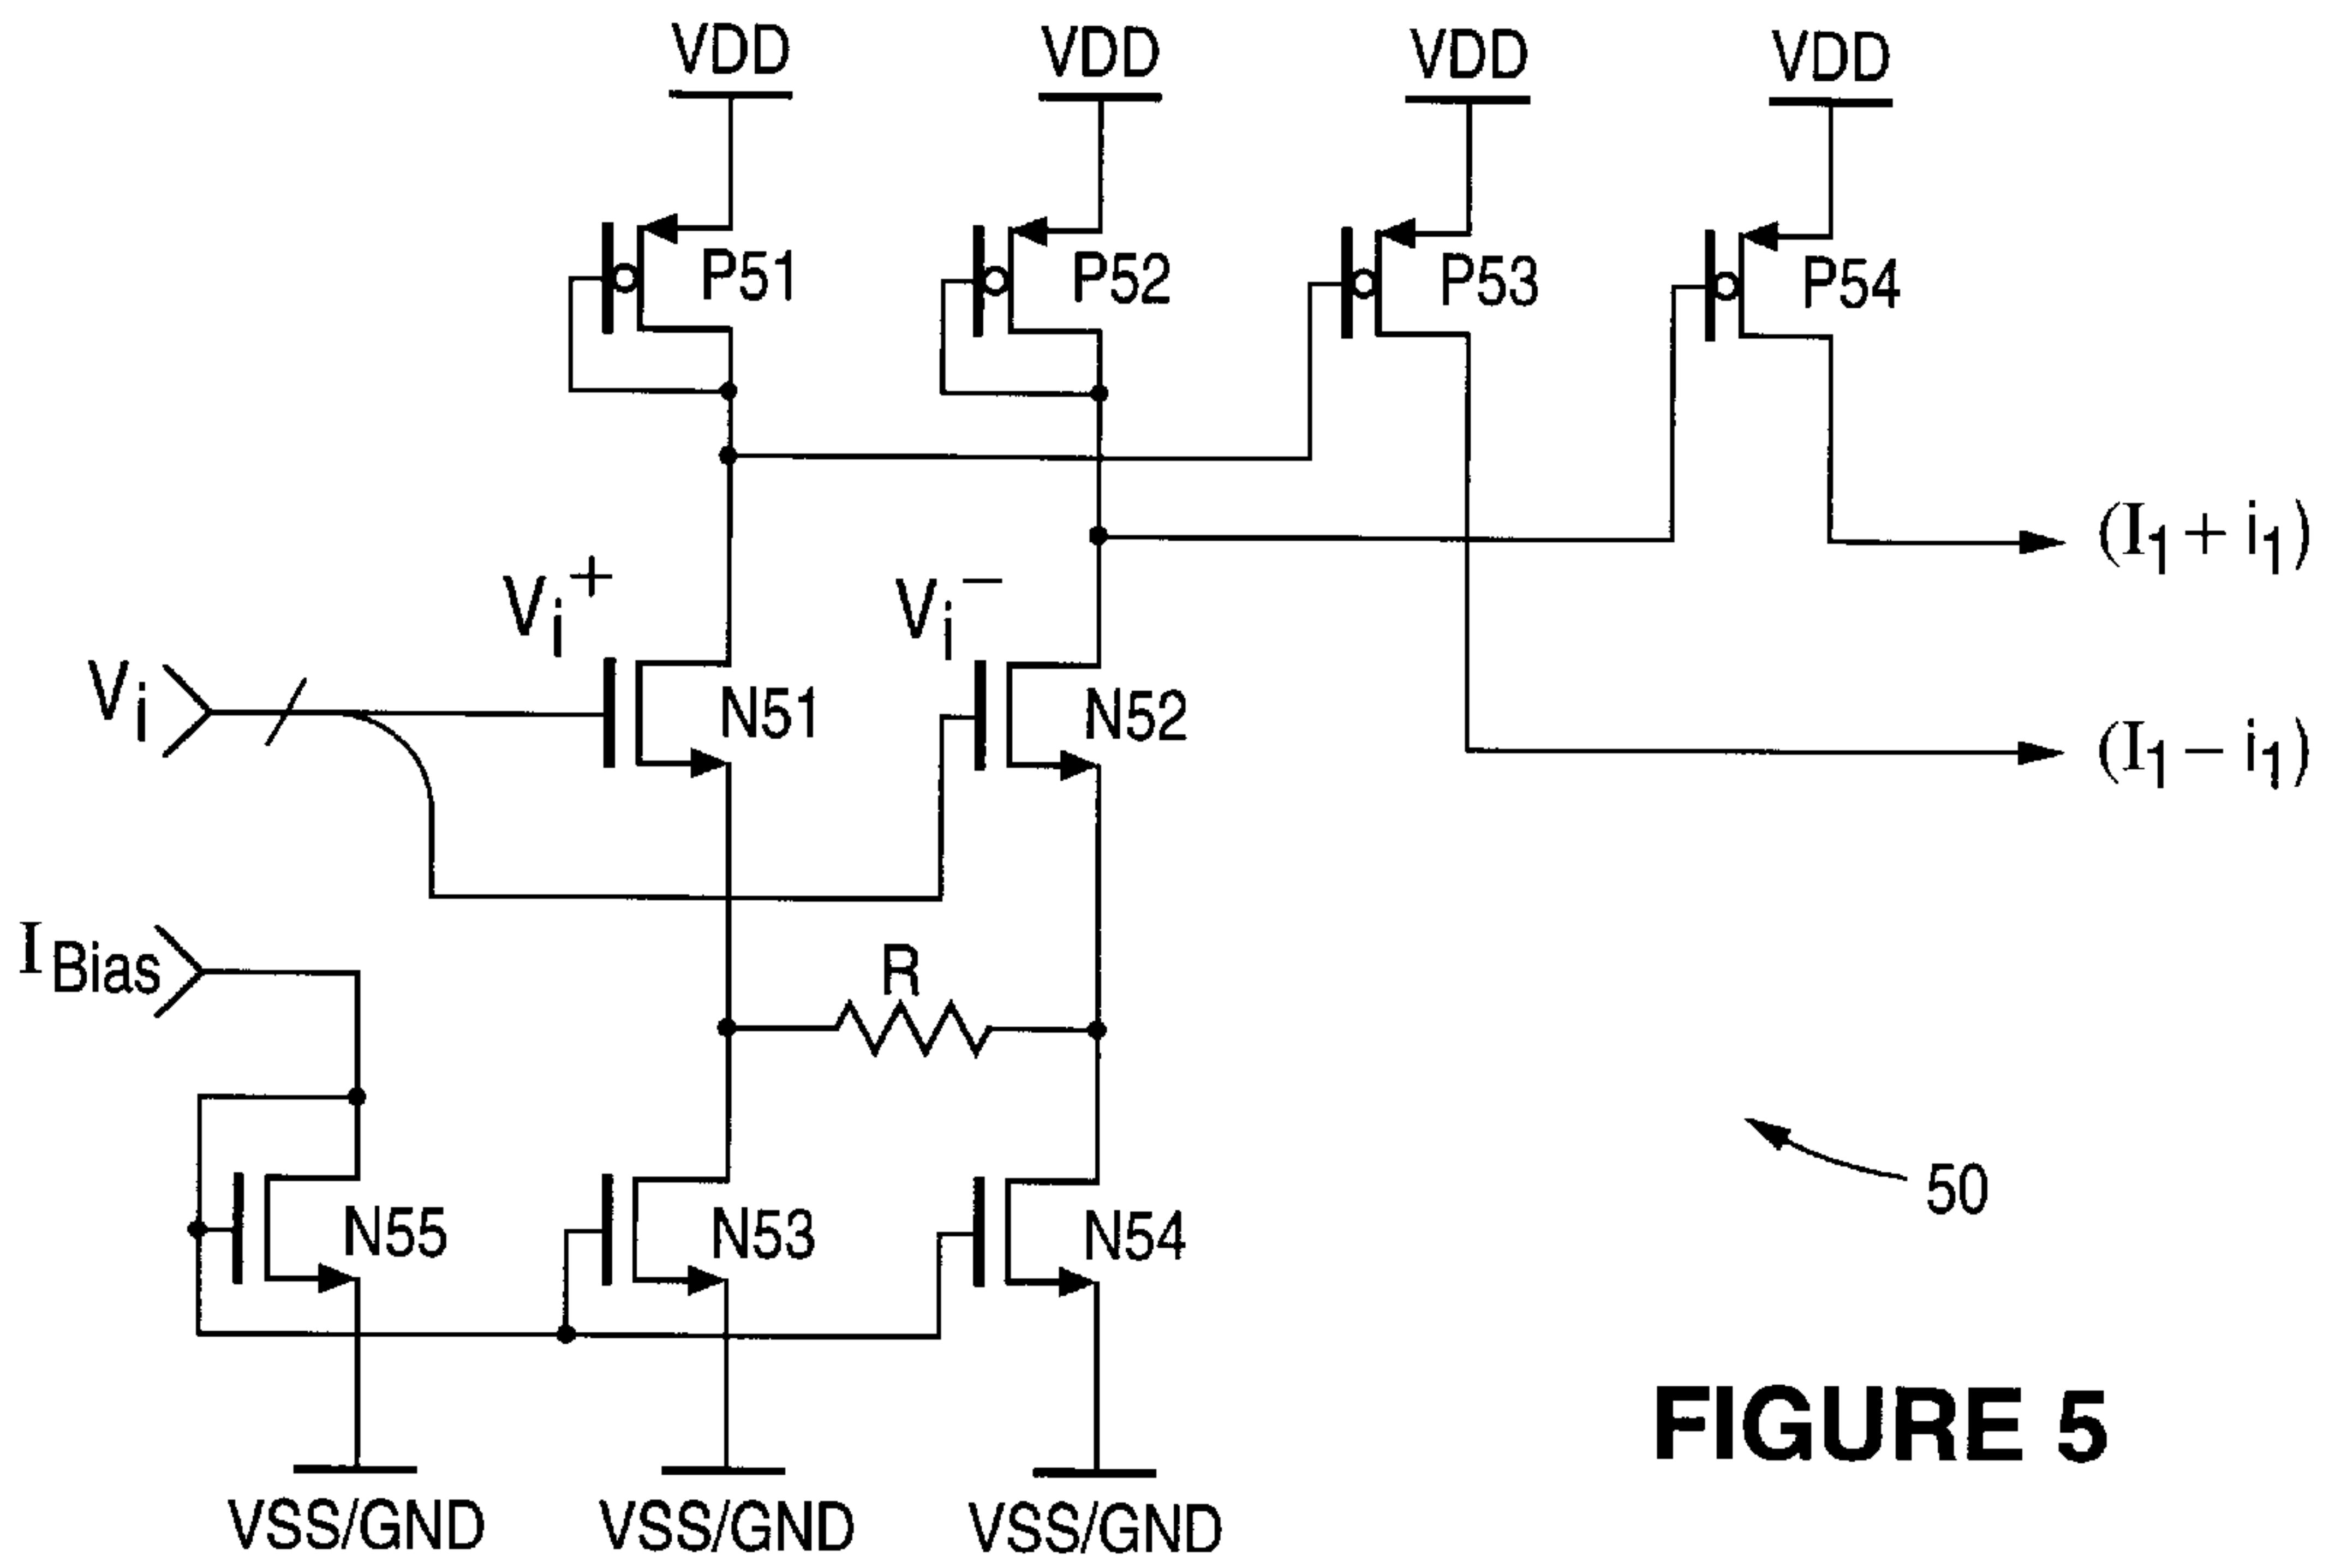 VDD VDD VDD VDD
P51 P52 P53 P54
(I1 + i1)
Vi+ Vi−
Vi N51 N52
(I1 − i1)
IBias R
50
N55 N53 N54
FIGURE 5
VSS/GND VSS/GND VSS/GND